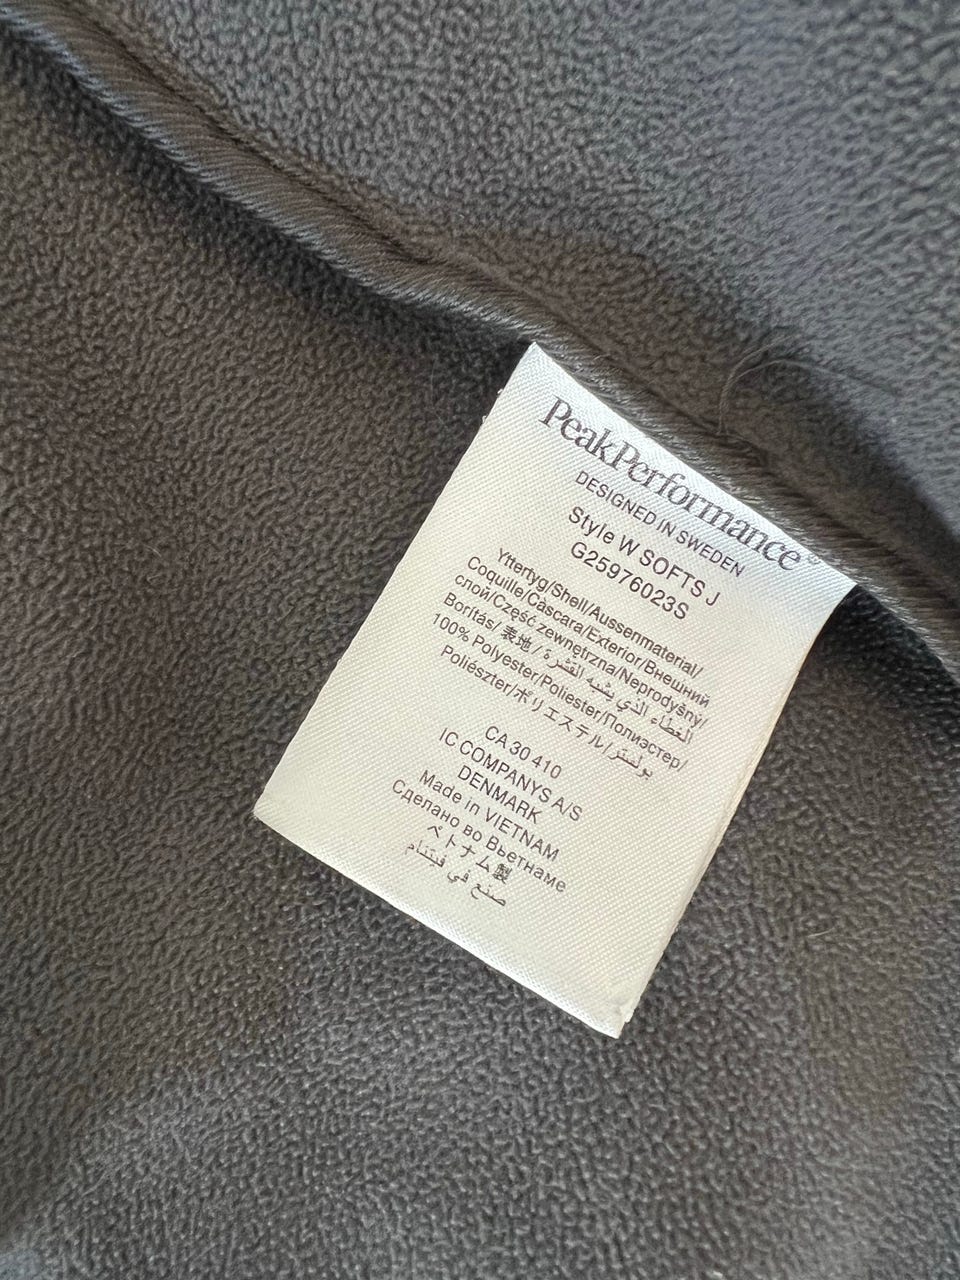 PeakPerformance®
DESIGNED IN SWEDEN
Style W SOFTS J
G25976023S
Yttertyg/Shell/Aussenmaterial/
Coquille/Cáscara/Exterior/Внешний
слой/Część zewnętrzna/Neprodyšný/
Borítás/ 表地 / الغطاء الذي يشبه القشرة
100% Polyester/Poliester/Полиэстер/
Poliészter/ポリエステル/بوليستر
CA 30 410
IC COMPANYS A/S
DENMARK
Made in VIETNAM
Сделано во Вьетнаме
ベトナム製
صنع في فيتنام